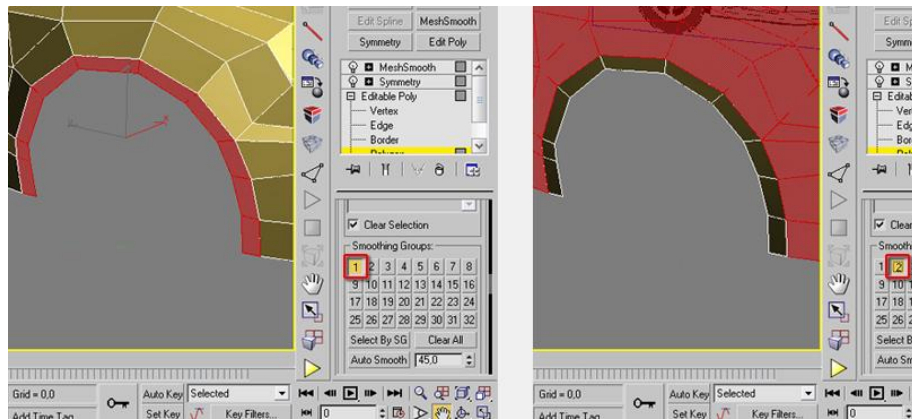 Edit Spline MeshSmooth
Symmetry Edit Poly
MeshSmooth
Symmetry
Editable Poly
Vertex
Edge
Border
Polygon
Clear Selection
Smoothing Groups:
1 2 3 4 5 6 7 8
9 10 11 12 13 14 15 16
17 18 19 20 21 22 23 24
25 26 27 28 29 30 31 32
Select By SG Clear All
Auto Smooth 45,0
Grid = 0,0
Auto Key Selected
Add Time Tag
Set Key Key Filters...
0
Edit Sp
Symm
S
Editab
Ver
Edg
Bor
Clear
Smooth
1 2
9 10 1
17 18 1
25 26 2
Select B
Auto Sm
Grid = 0,0
Auto Key Selected
Add Time Tag
Set Key Key Filters...
0